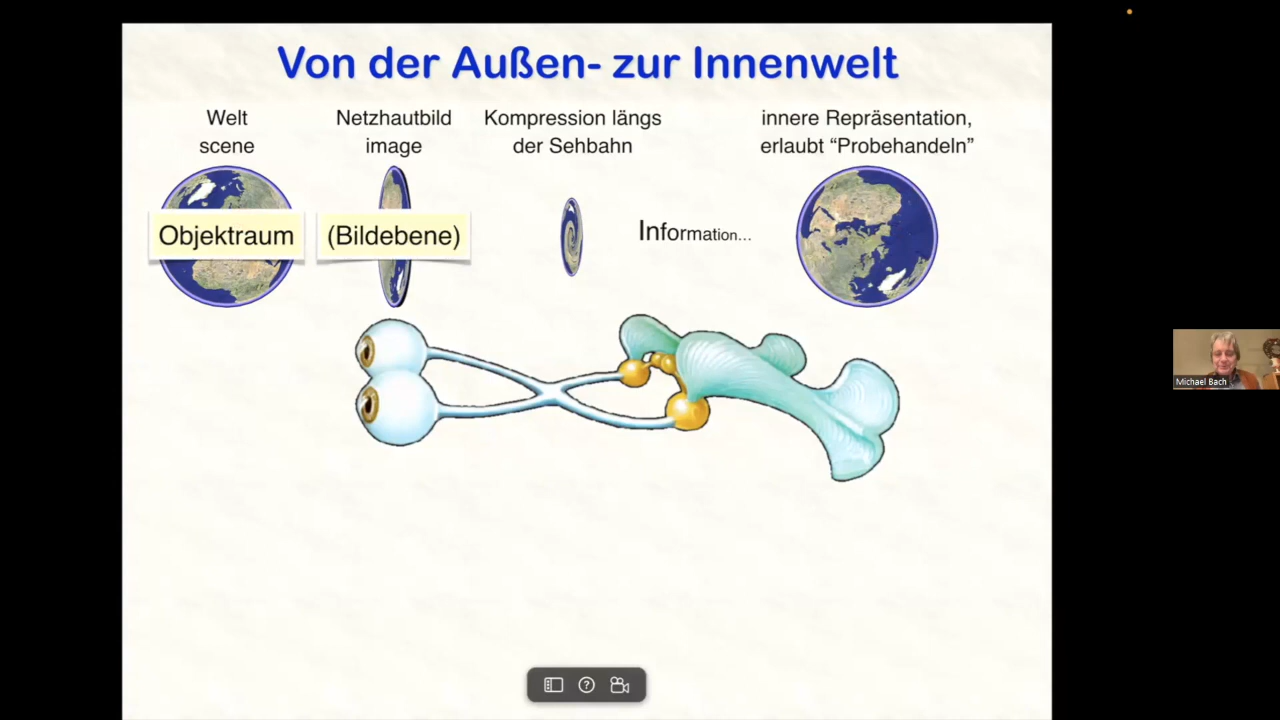 Von der Außen- zur Innenwelt
Welt
scene
Netzhautbild
image
Kompression längs
der Sehbahn
innere Repräsentation,
erlaubt “Probehandeln”
Objektraum
(Bildebene)
Information...
Michael Bach
?